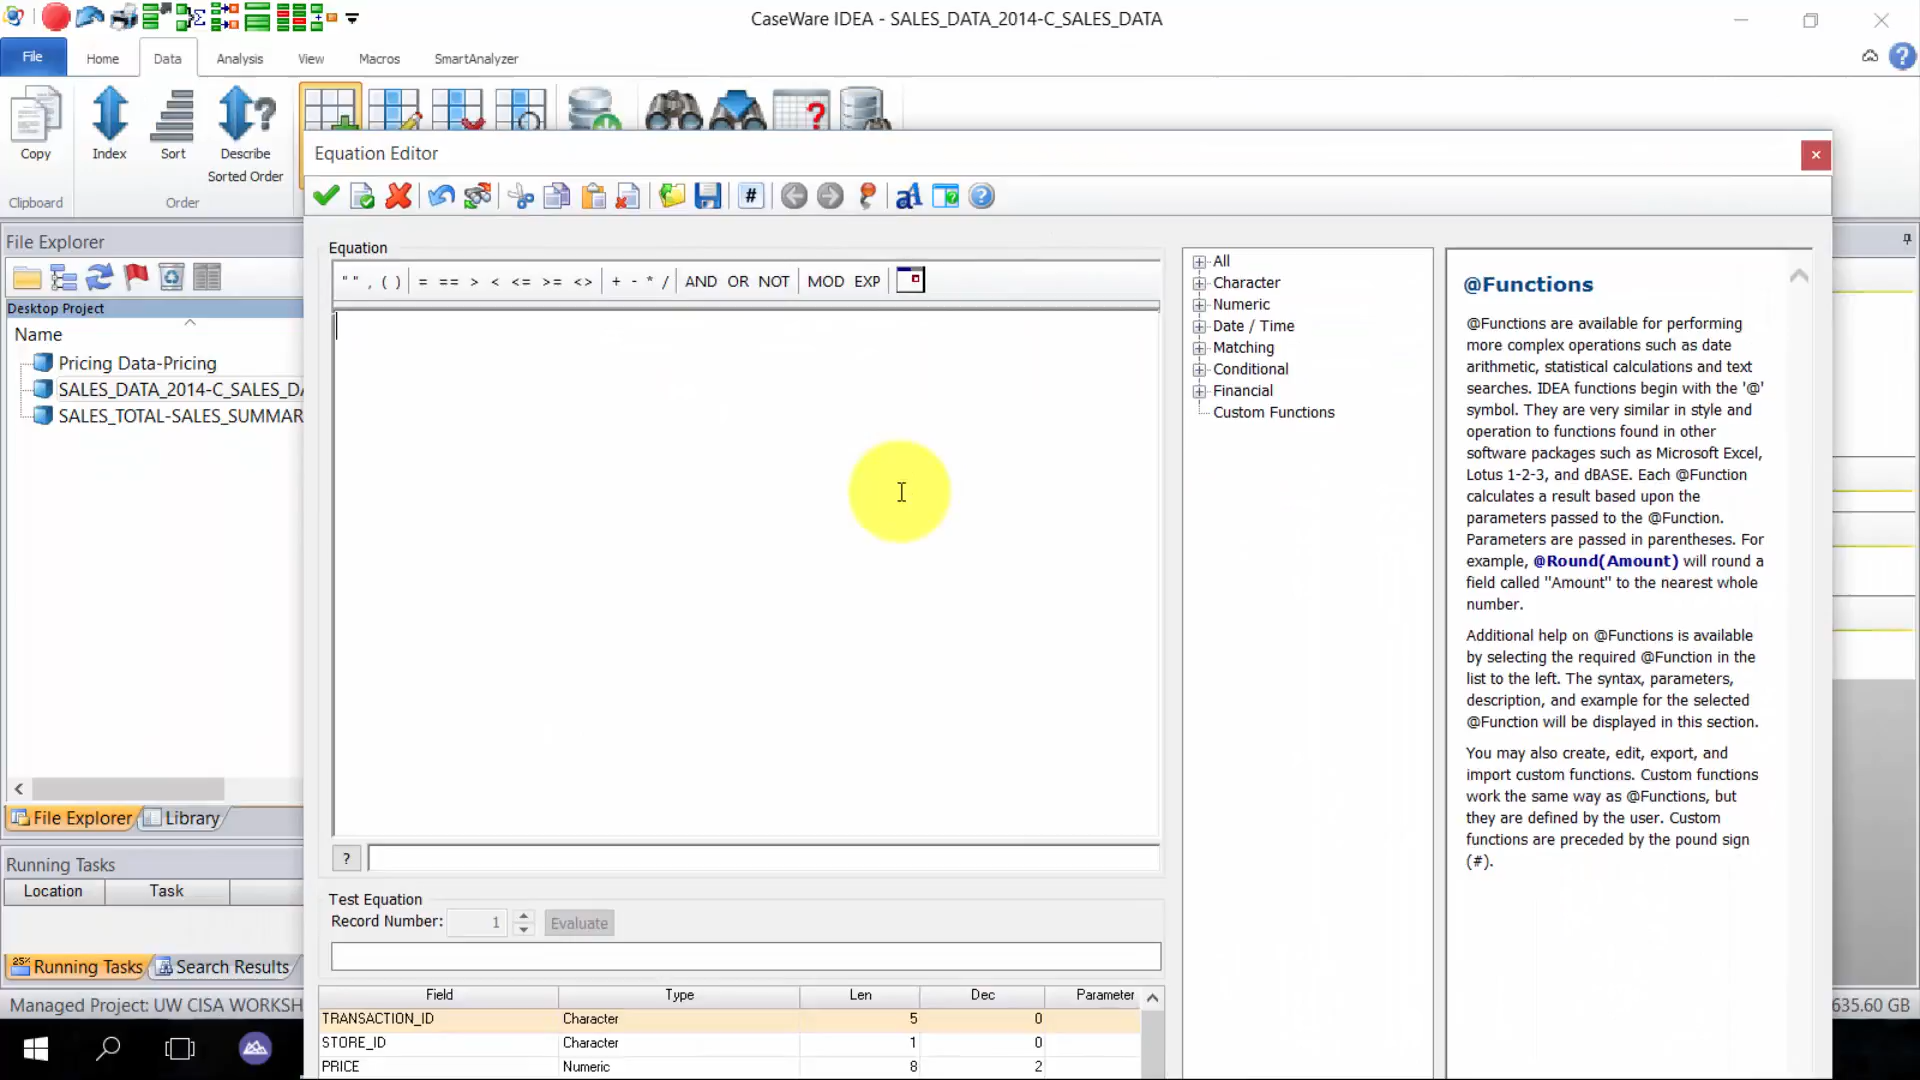 CaseWare IDEA - SALES_DATA_2014-C_SALES_DATA
File
Home
Data
Analysis
View
Macros
SmartAnalyzer
Copy
Index
Sort
Describe
Sorted Order
Clipboard
Order
Equation Editor
File Explorer
Desktop Project
Name
Pricing Data-Pricing
SALES_DATA_2014-C_SALES_DA
SALES_TOTAL-SALES_SUMMAR
File Explorer
Library
Running Tasks
Location
Task
25%
Running Tasks
Search Results
Managed Project: UW CISA WORKSH
635.60 GB
Equation
" " , ( ) = == > < <= >= <> + - * / AND OR NOT MOD EXP
?
Test Equation
Record Number: 1 Evaluate
Field Type Len Dec Parameter
TRANSACTION_ID Character 5 0
STORE_ID Character 1 0
PRICE Numeric 8 2
All
Character
Numeric
Date / Time
Matching
Conditional
Financial
Custom Functions
@Functions
@Functions are available for performing
more complex operations such as date
arithmetic, statistical calculations and text
searches. IDEA functions begin with the '@'
symbol. They are very similar in style and
operation to functions found in other
software packages such as Microsoft Excel,
Lotus 1-2-3, and dBASE. Each @Function
calculates a result based upon the
parameters passed to the @Function.
Parameters are passed in parentheses. For
example, @Round(Amount) will round a
field called "Amount" to the nearest whole
number.
Additional help on @Functions is available
by selecting the required @Function in the
list to the left. The syntax, parameters,
description, and example for the selected
@Function will be displayed in this section.
You may also create, edit, export, and
import custom functions. Custom functions
work the same way as @Functions, but
they are defined by the user. Custom
functions are preceded by the pound sign
(#).